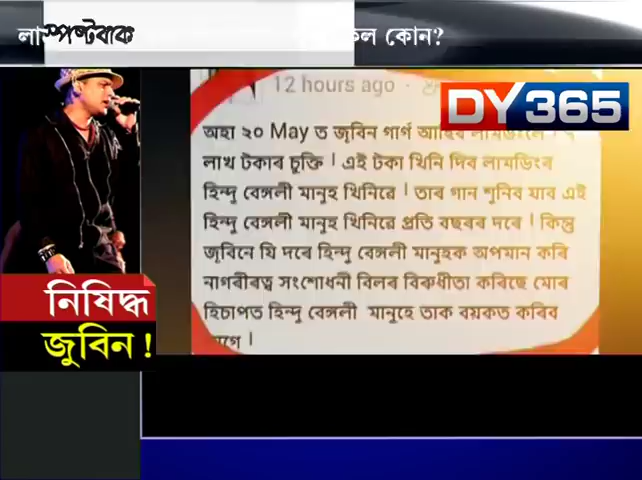 লা
স্পষ্টবাক
কোন?
12 hours ago ·
DY365
অহা ২০ May ত জুবিন গাৰ্গ আহিব
লাখ টকাৰ চুক্তি । এই টকা খিনি দিব লামডিংৰ
হিন্দু বেঙ্গলী মানুহ খিনিৱে । তাৰ গান শুনিব যাব এই
হিন্দু বেঙ্গলী মানুহ খিনিৱে প্ৰতি বছৰৰ দৰে । কিন্তু
জুবিনে যি দৰে হিন্দু বেঙ্গলী মানুহক অপমান কৰি
নাগৰীৰত্ব সংশোধনী বিলৰ বিৰুধীতা কৰিছে মোৰ
হিচাপত হিন্দু বেঙ্গলী মানুহে তাক বয়কত কৰিব
লাগে ।
নিষিদ্ধ
জুবিন !